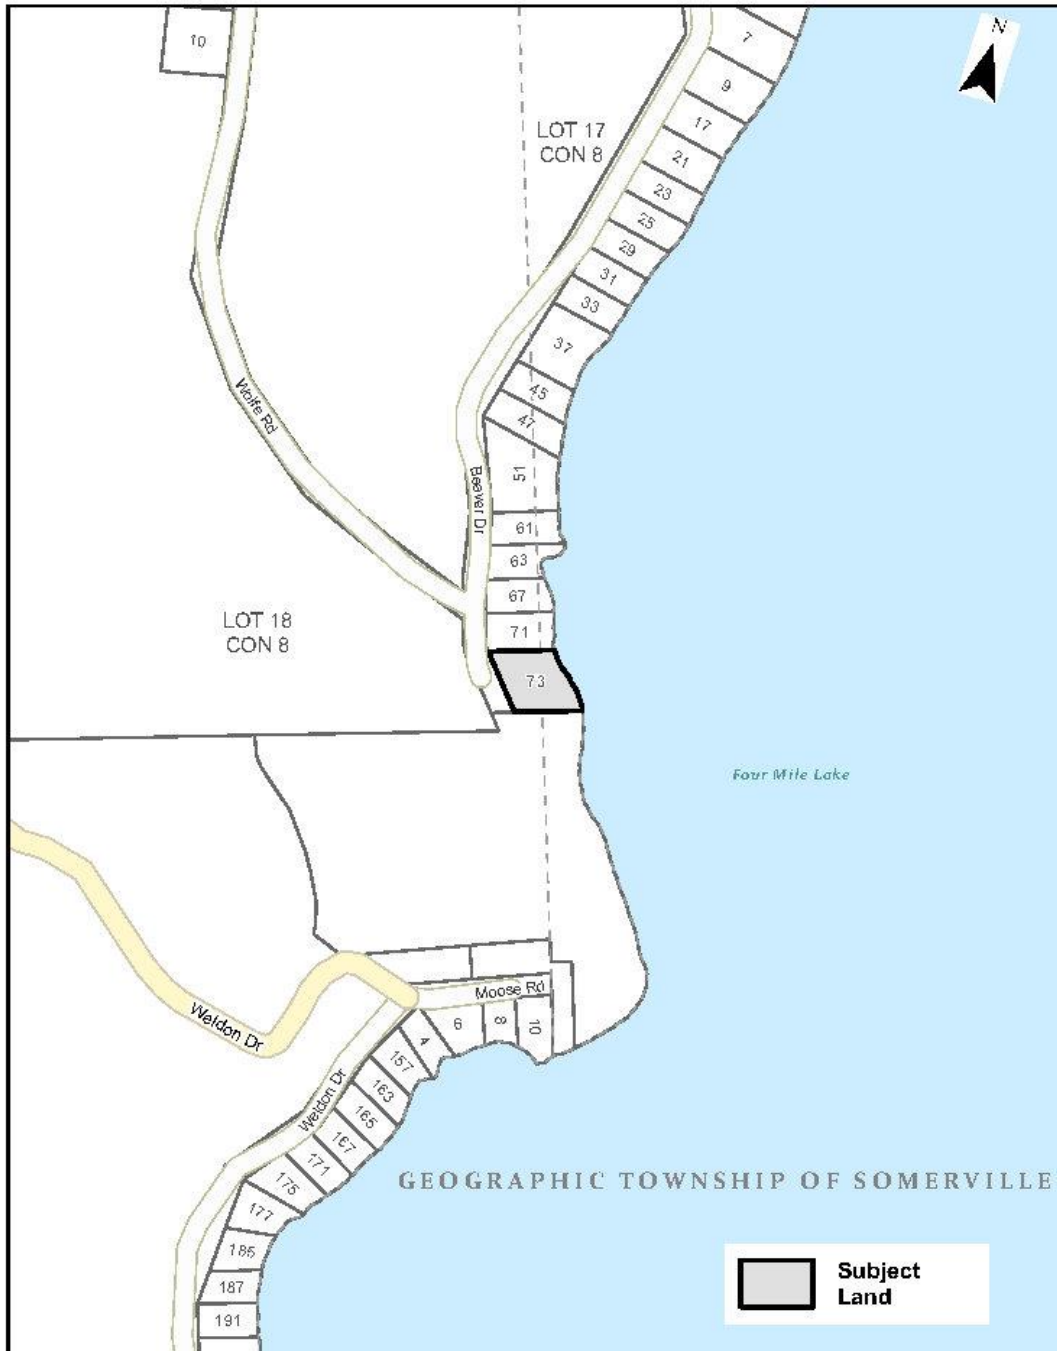 N
10
7
9
17
LOT 17
CON 8
21
23
25
29
31
33
37
45
47
Wolfe Rd
51
Beaver Dr
61
63
67
71
LOT 18
CON 8
73
Four Mile Lake
Moose Rd
Weldon Dr
4
6
8
10
157
Weldon Dr
163
165
167
171
175
177
GEOGRAPHIC TOWNSHIP OF SOMERVILLE
185
187
191
Subject
Land